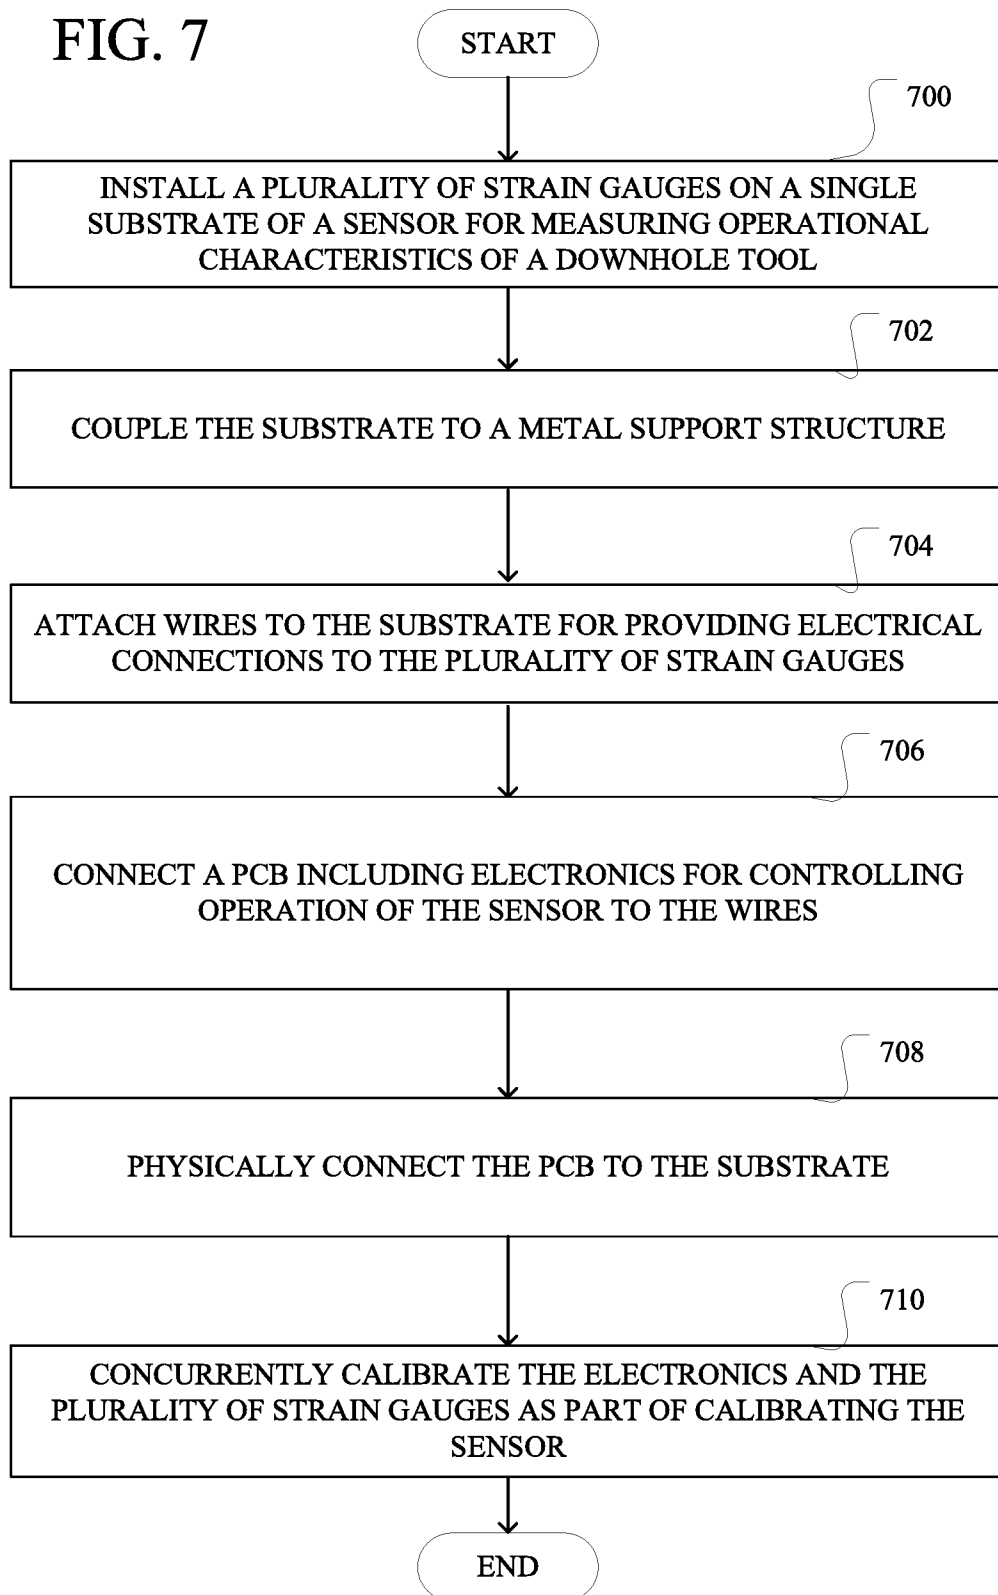 FIG. 7
START
700
INSTALL A PLURALITY OF STRAIN GAUGES ON A SINGLE
SUBSTRATE OF A SENSOR FOR MEASURING OPERATIONAL
CHARACTERISTICS OF A DOWNHOLE TOOL
702
COUPLE THE SUBSTRATE TO A METAL SUPPORT STRUCTURE
704
ATTACH WIRES TO THE SUBSTRATE FOR PROVIDING ELECTRICAL
CONNECTIONS TO THE PLURALITY OF STRAIN GAUGES
706
CONNECT A PCB INCLUDING ELECTRONICS FOR CONTROLLING
OPERATION OF THE SENSOR TO THE WIRES
708
PHYSICALLY CONNECT THE PCB TO THE SUBSTRATE
710
CONCURRENTLY CALIBRATE THE ELECTRONICS AND THE
PLURALITY OF STRAIN GAUGES AS PART OF CALIBRATING THE
SENSOR
END